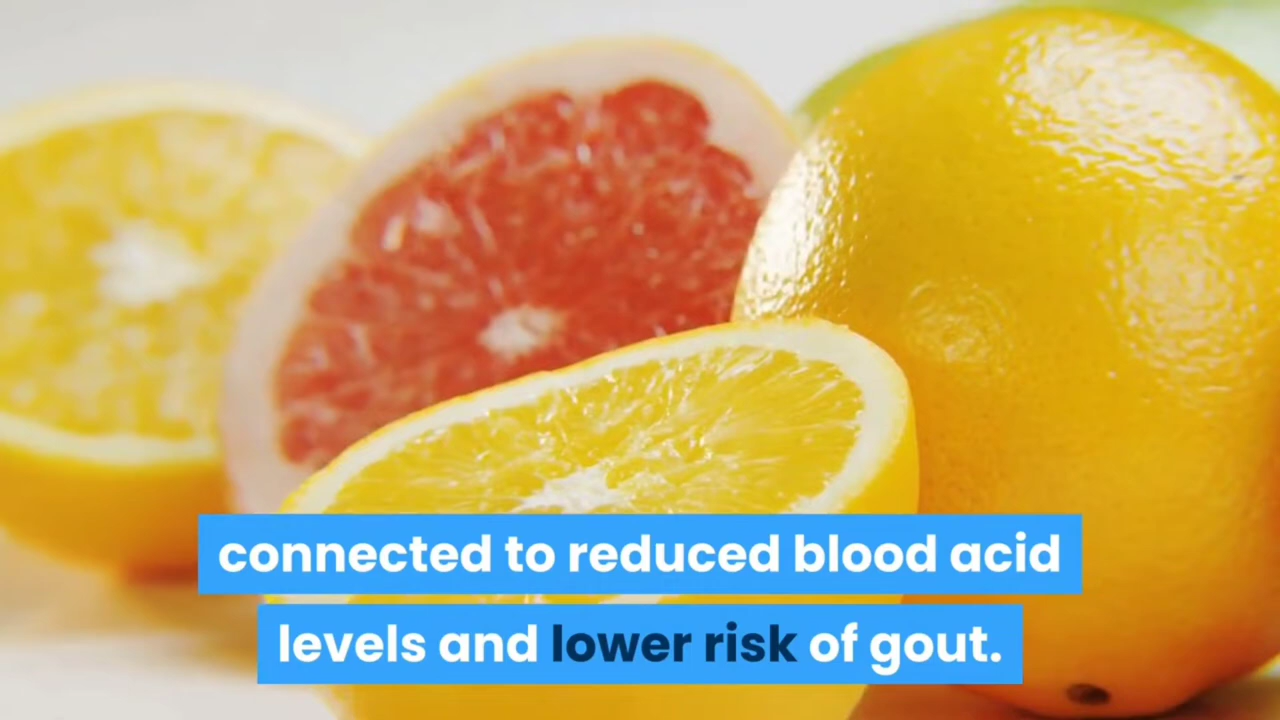 connected to reduced blood acid
levels and lower risk of gout.